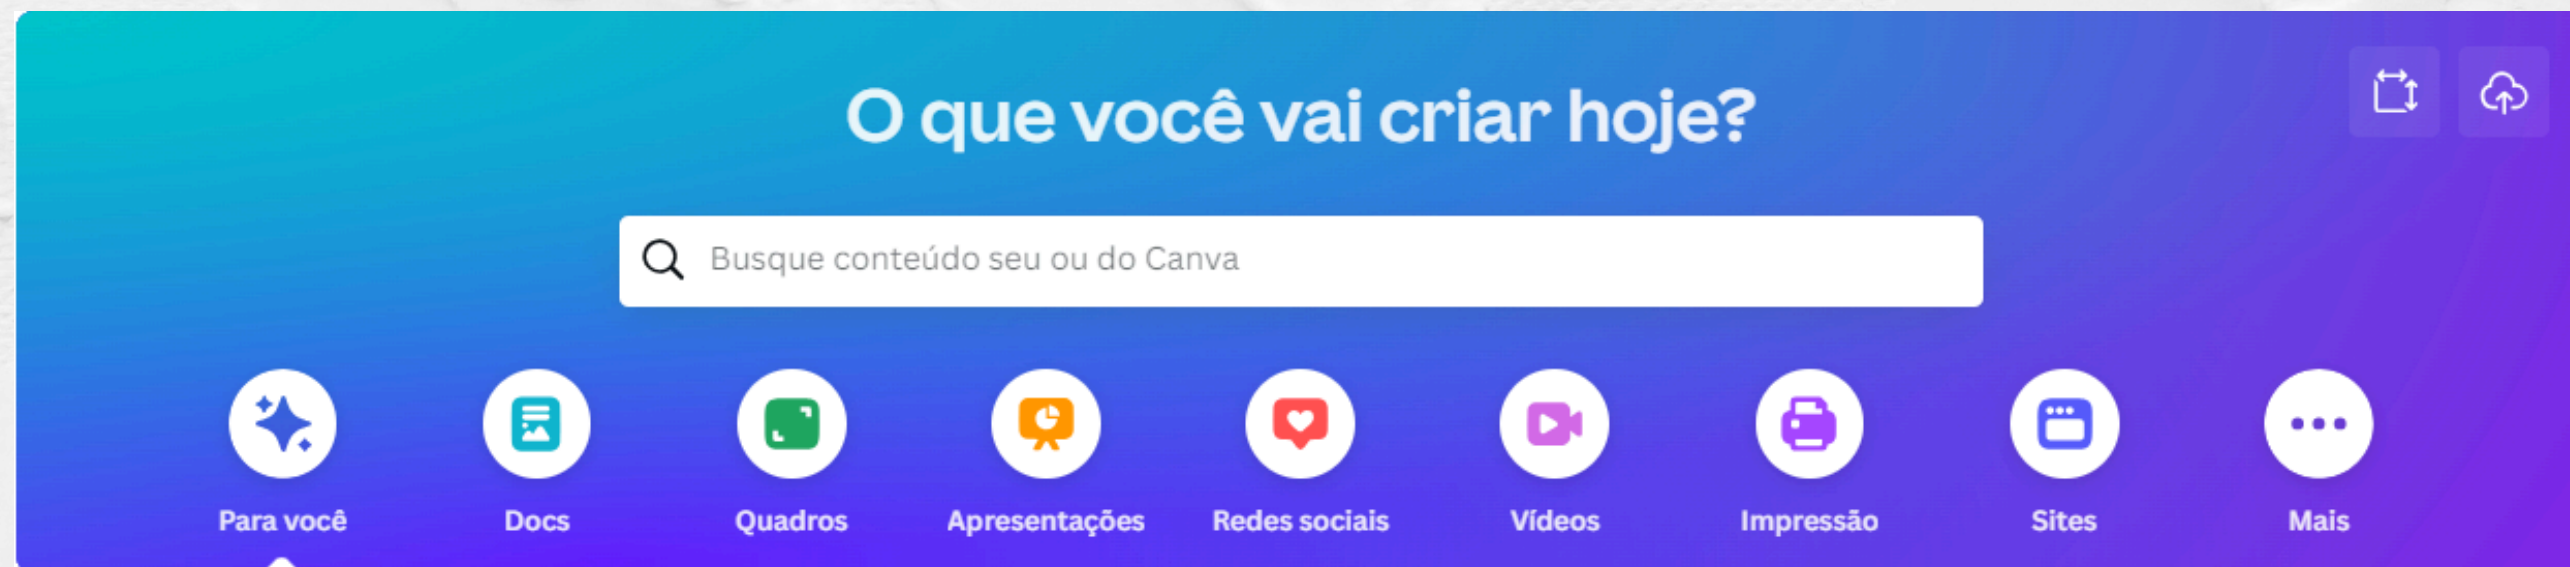 O que você vai criar hoje?
Busque conteúdo seu ou do Canva
Para você
Docs
Quadros
Apresentações
Redes sociais
Vídeos
Impressão
Sites
Mais